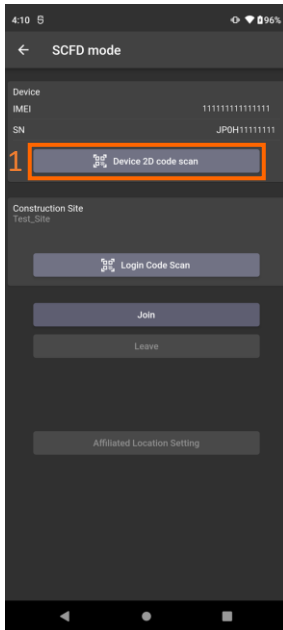 4:10
96%
SCFD mode
Device
IMEI 111111111111111
SN JP0H11111111
1
Device 2D code scan
Construction Site
Test_Site
Login Code Scan
Join
Leave
Affiliated Location Setting